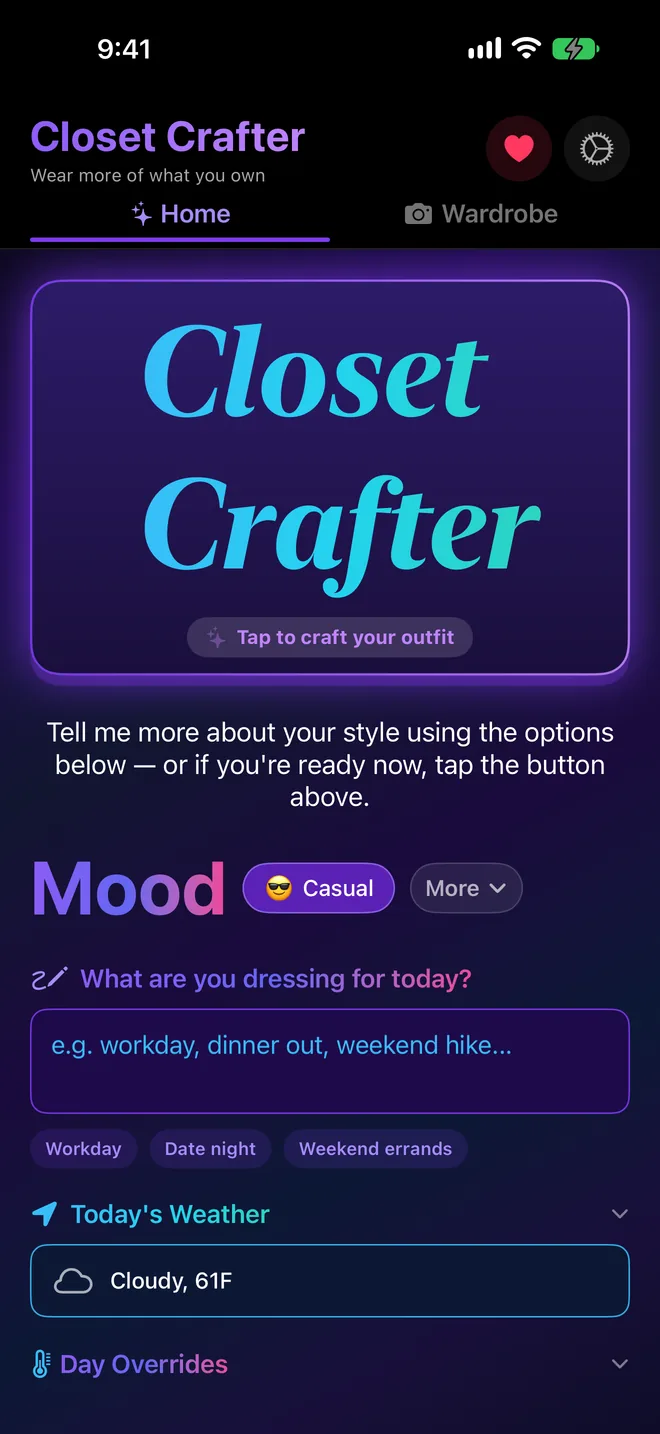 9:41
Closet Crafter
Wear more of what you own
Home
Wardrobe
Closet
Crafter
Tap to craft your outfit
Tell me more about your style using the options
below — or if you're ready now, tap the button
above.
Mood
Casual
More
What are you dressing for today?
e.g. workday, dinner out, weekend hike...
Workday
Date night
Weekend errands
Today's Weather
Cloudy, 61F
Day Overrides